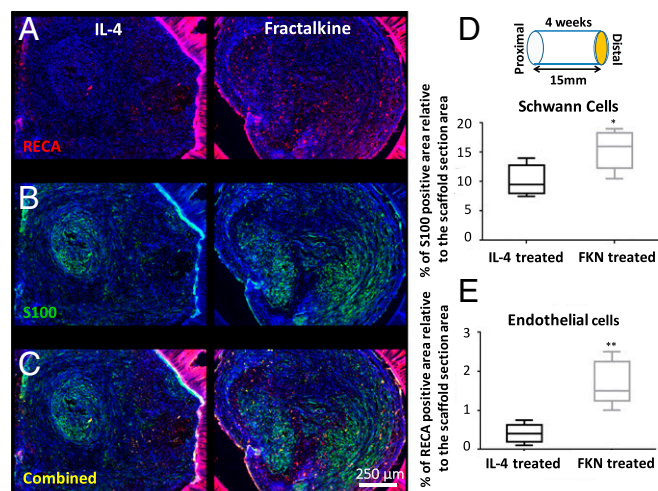 A
IL-4
Fractalkine
RECA
B
S100
C
Combined
250 µm
D
4 weeks
Proximal
Distal
15mm
Schwann Cells
% of S100 positive area relative
to the scaffold section area
20
15
10
5
0
*
IL-4 treated
FKN treated
E
Endothelial cells
% of RECA positive area relative
to the scaffold section area
3
2
1
0
**
IL-4 treated
FKN treated